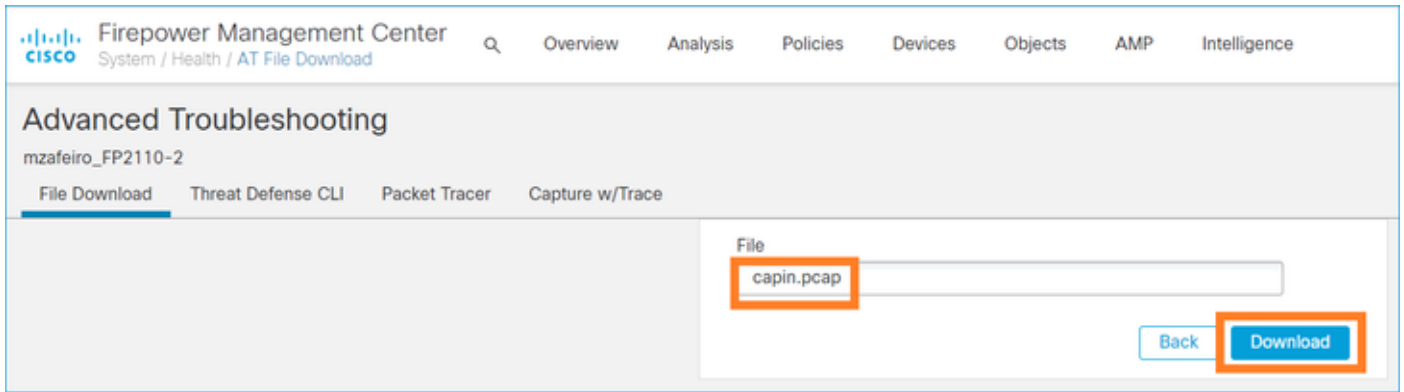 CISCO
Firepower Management Center
System / Health / AT File Download
Overview Analysis Policies Devices Objects AMP Intelligence
Advanced Troubleshooting
mzafeiro_FP2110-2
File Download Threat Defense CLI Packet Tracer Capture w/Trace
File
capin.pcap
Back Download